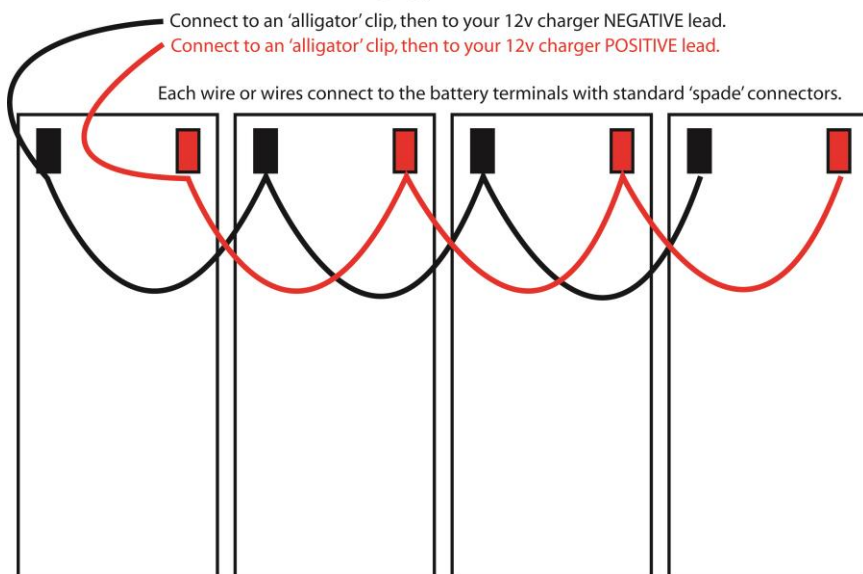 Connect to an ‘alligator’ clip, then to your 12v charger NEGATIVE lead.
Connect to an ‘alligator’ clip, then to your 12v charger POSITIVE lead.
Each wire or wires connect to the battery terminals with standard ‘spade’ connectors.